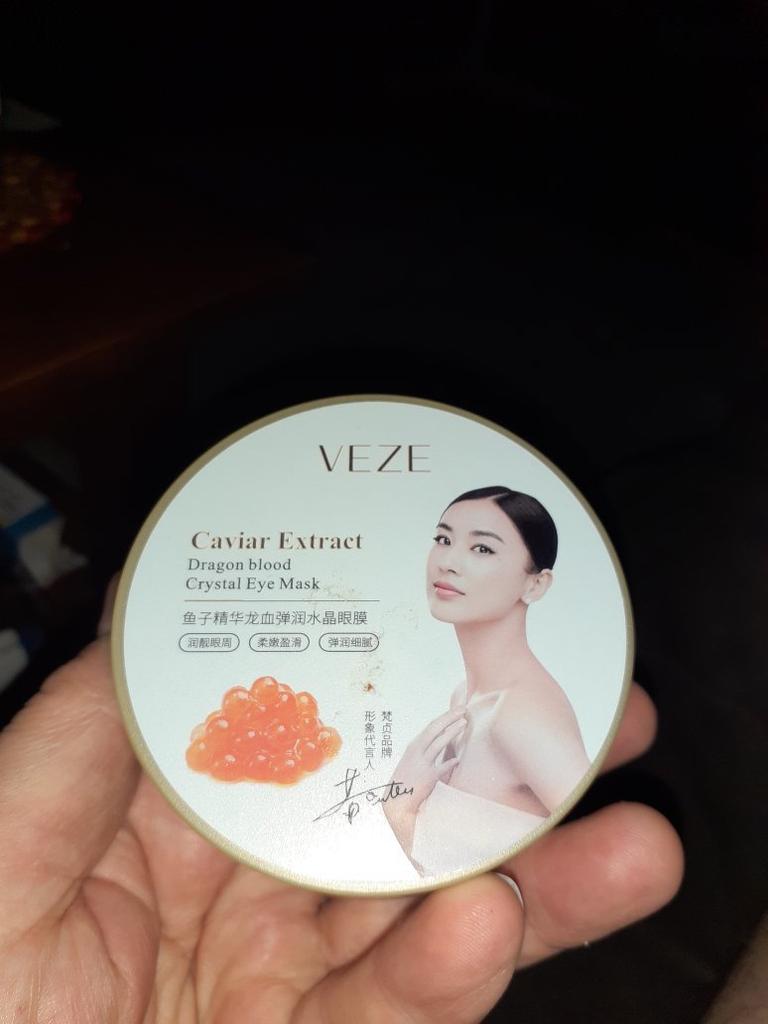 VEZE
Caviar Extract
Dragon blood
Crystal Eye Mask
鱼子精华龙血弹润水晶眼膜
润靓眼周 柔嫩盈滑 弹润细腻
梵贞品牌
形象代言人: